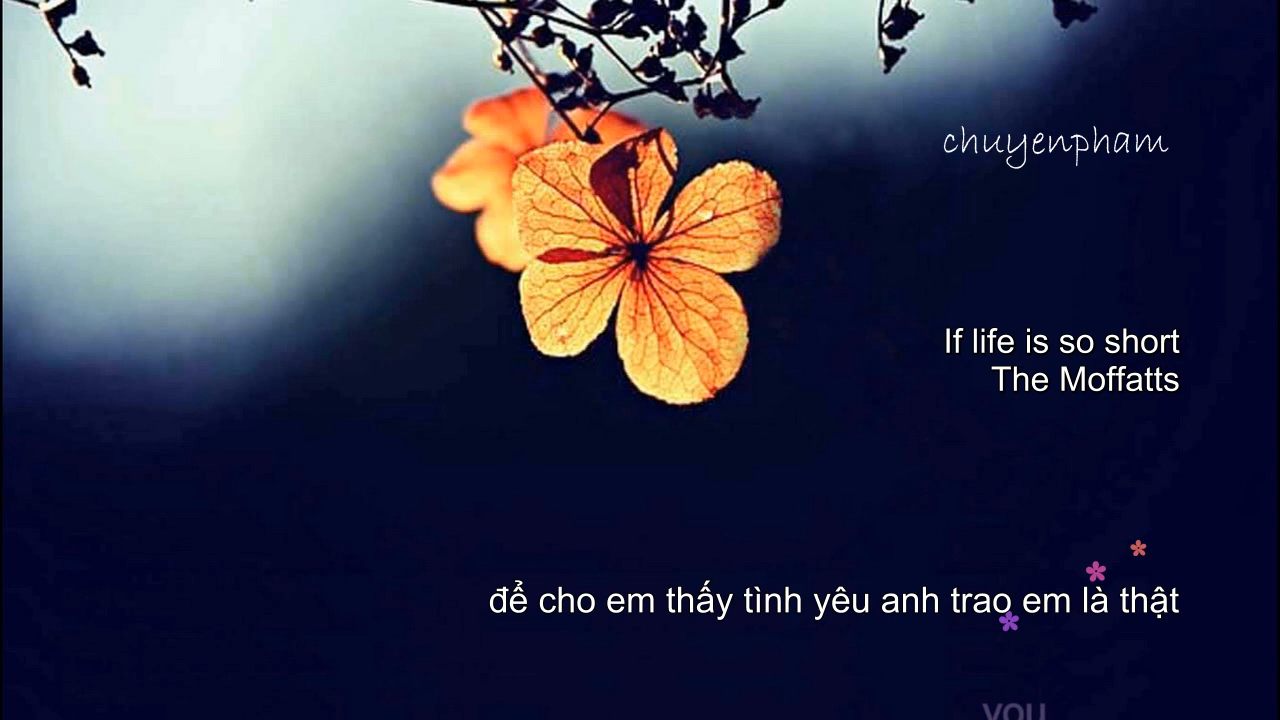 chuyenpham
If life is so short
The Moffatts
để cho em thấy tình yêu anh trao em là thật
you